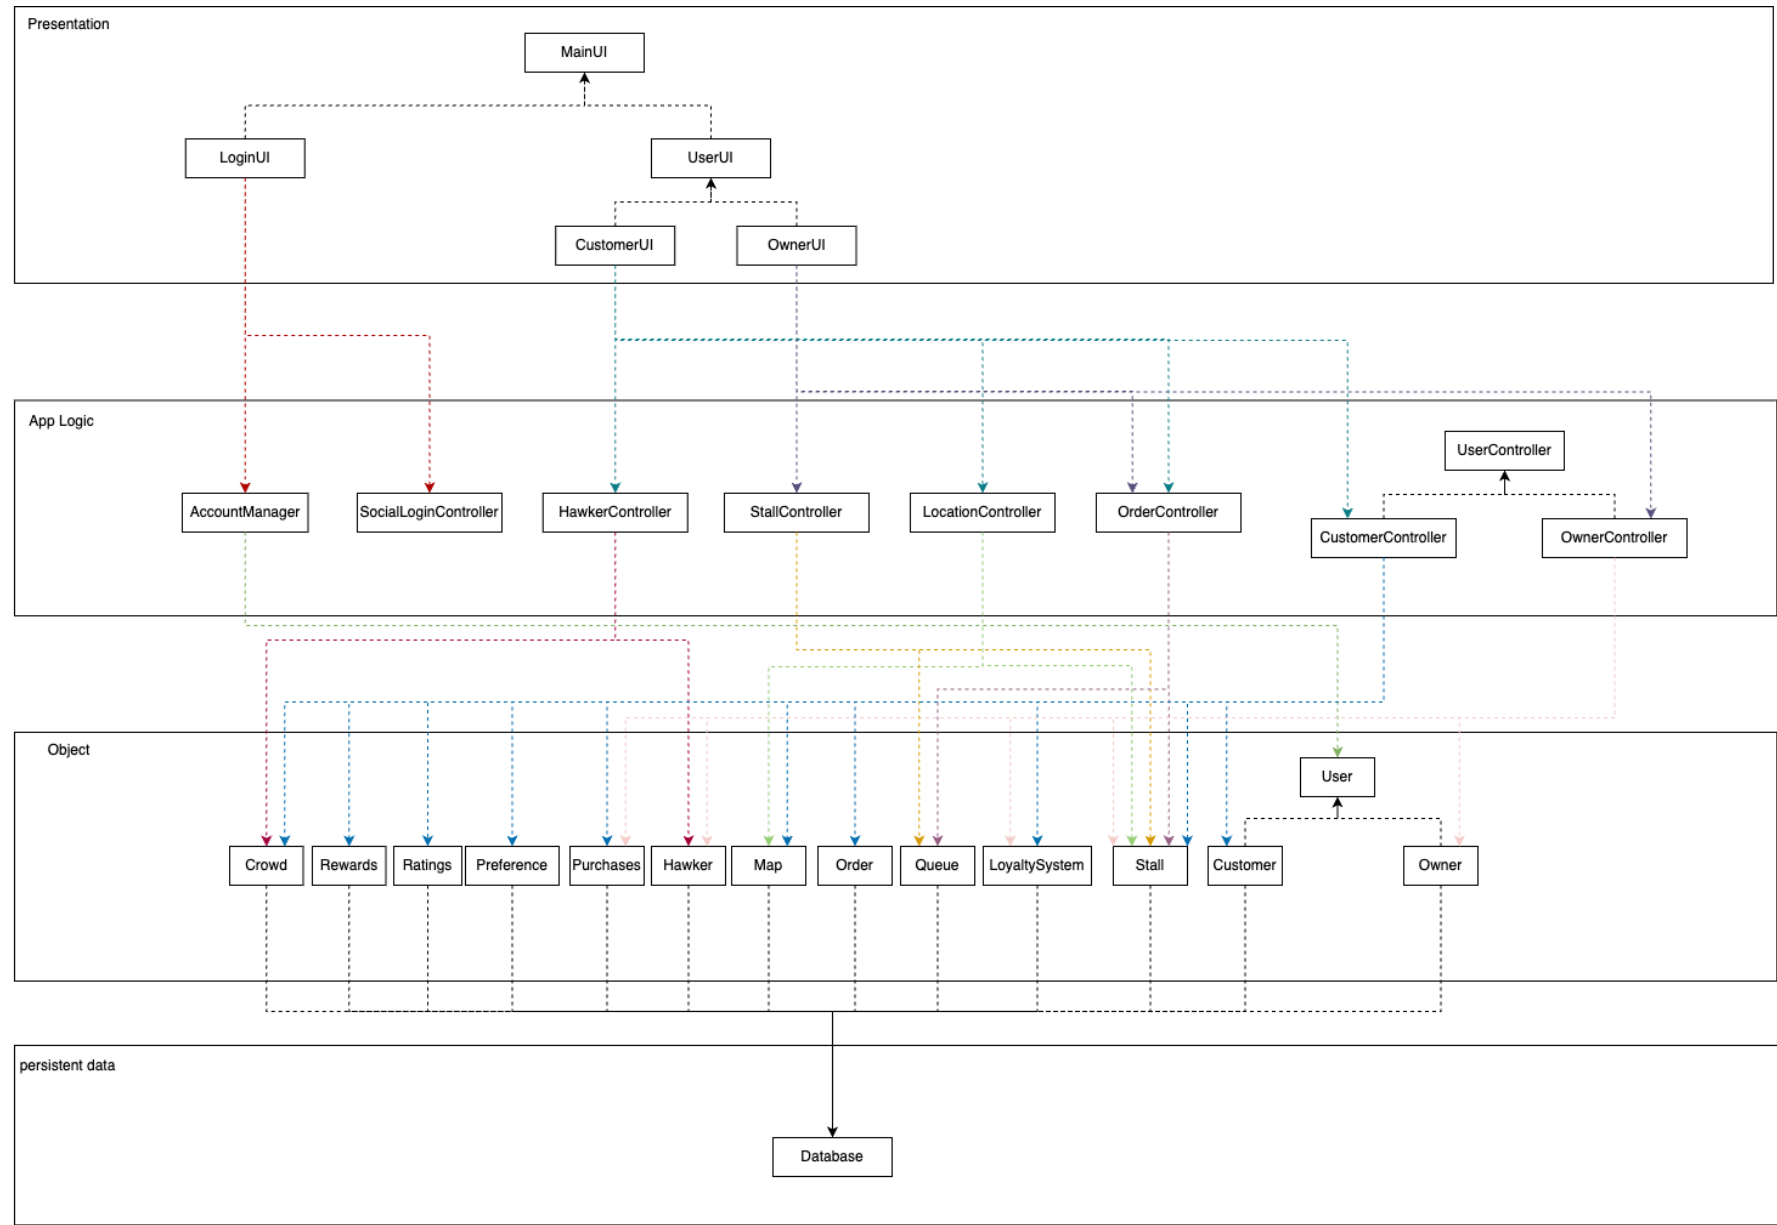 Presentation
MainUI
LoginUI
UserUI
CustomerUI
OwnerUI
App Logic
UserController
AccountManager
SocialLoginController
HawkerController
StallController
LocationController
OrderController
CustomerController
OwnerController
Object
User
Crowd
Rewards
Ratings
Preference
Purchases
Hawker
Map
Order
Queue
LoyaltySystem
Stall
Customer
Owner
persistent data
Database